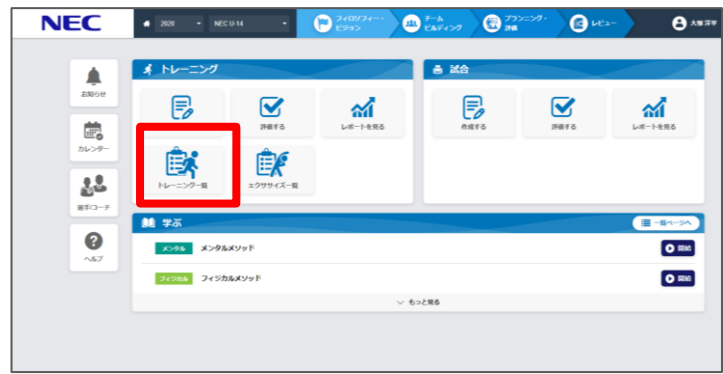 NEC
2020 NEC U-14
フィロソフィー・
ビジョン
チーム
ビルディング
プランニング・
評価
レビュー
大塚 洋平
お知らせ
カレンダー
選手/コーチ
ヘルプ
トレーニング
評価する
レポートを見る
トレーニング一覧
エクササイズ一覧
試合
作成する
評価する
レポートを見る
学ぶ
一覧ページへ
メンタル メンタルメソッド
開始
フィジカル フィジカルメソッド
開始
もっと見る